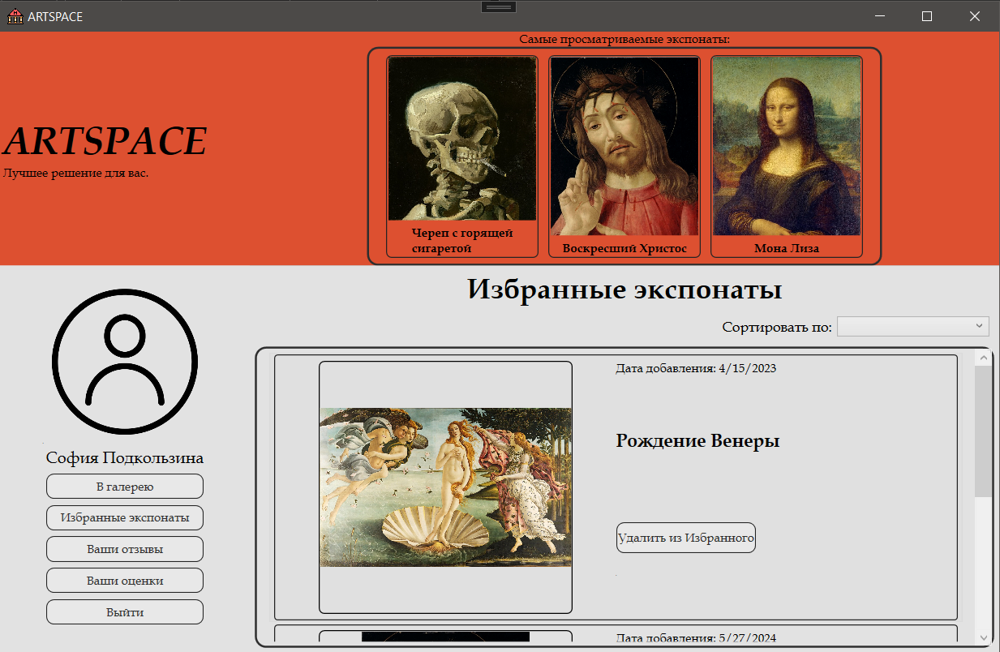 ARTSPACE
Самые просматриваемые экспонаты:
ARTSPACE
Лучшее решение для вас.
Череп с горящей
сигаретой
Воскресший Христос
Мона Лиза
Избранные экспонаты
Сортировать по:
София Подкользина
В галерею
Избранные экспонаты
Ваши отзывы
Ваши оценки
Выйти
Дата добавления: 4/15/2023
Рождение Венеры
Удалить из Избранного
Дата добавления: 5/27/2024